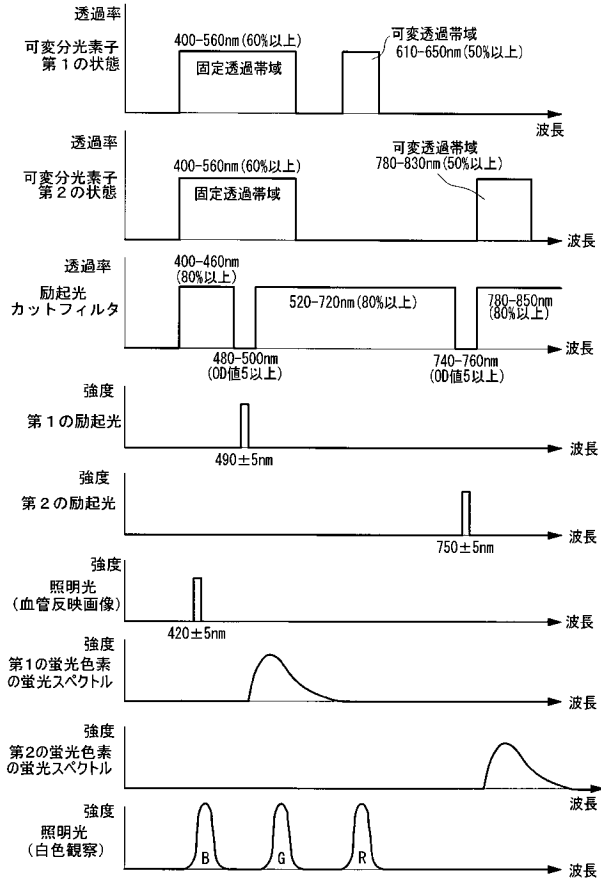 透過率
可変分光素子
第1の状態
400-560nm(60%以上)
固定透過帯域
可変透過帯域
610-650nm(50%以上)
波長
透過率
可変分光素子
第2の状態
400-560nm(60%以上)
固定透過帯域
可変透過帯域
780-830nm(50%以上)
波長
透過率
励起光
カットフィルタ
400-460nm
(80%以上)
520-720nm(80%以上)
780-850nm
(80%以上)
480-500nm
(OD値5以上)
740-760nm
(OD値5以上)
波長
強度
第1の励起光
490±5nm
波長
強度
第2の励起光
750±5nm
波長
強度
照明光
(血管反映画像)
420±5nm
波長
強度
第1の蛍光色素
の蛍光スペクトル
波長
強度
第2の蛍光色素
の蛍光スペクトル
波長
強度
照明光
(白色観察)
B
G
R
波長